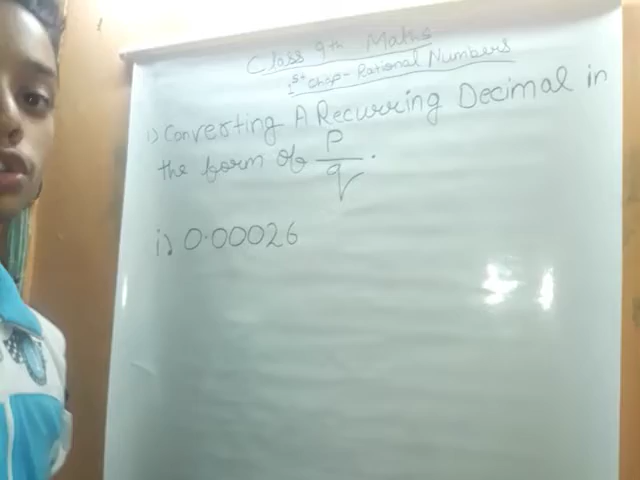 Class 9th Maths
1st Chap - Rational Numbers
1) Converting A Recurring Decimal in
the form of P/q.
i) 0.00026